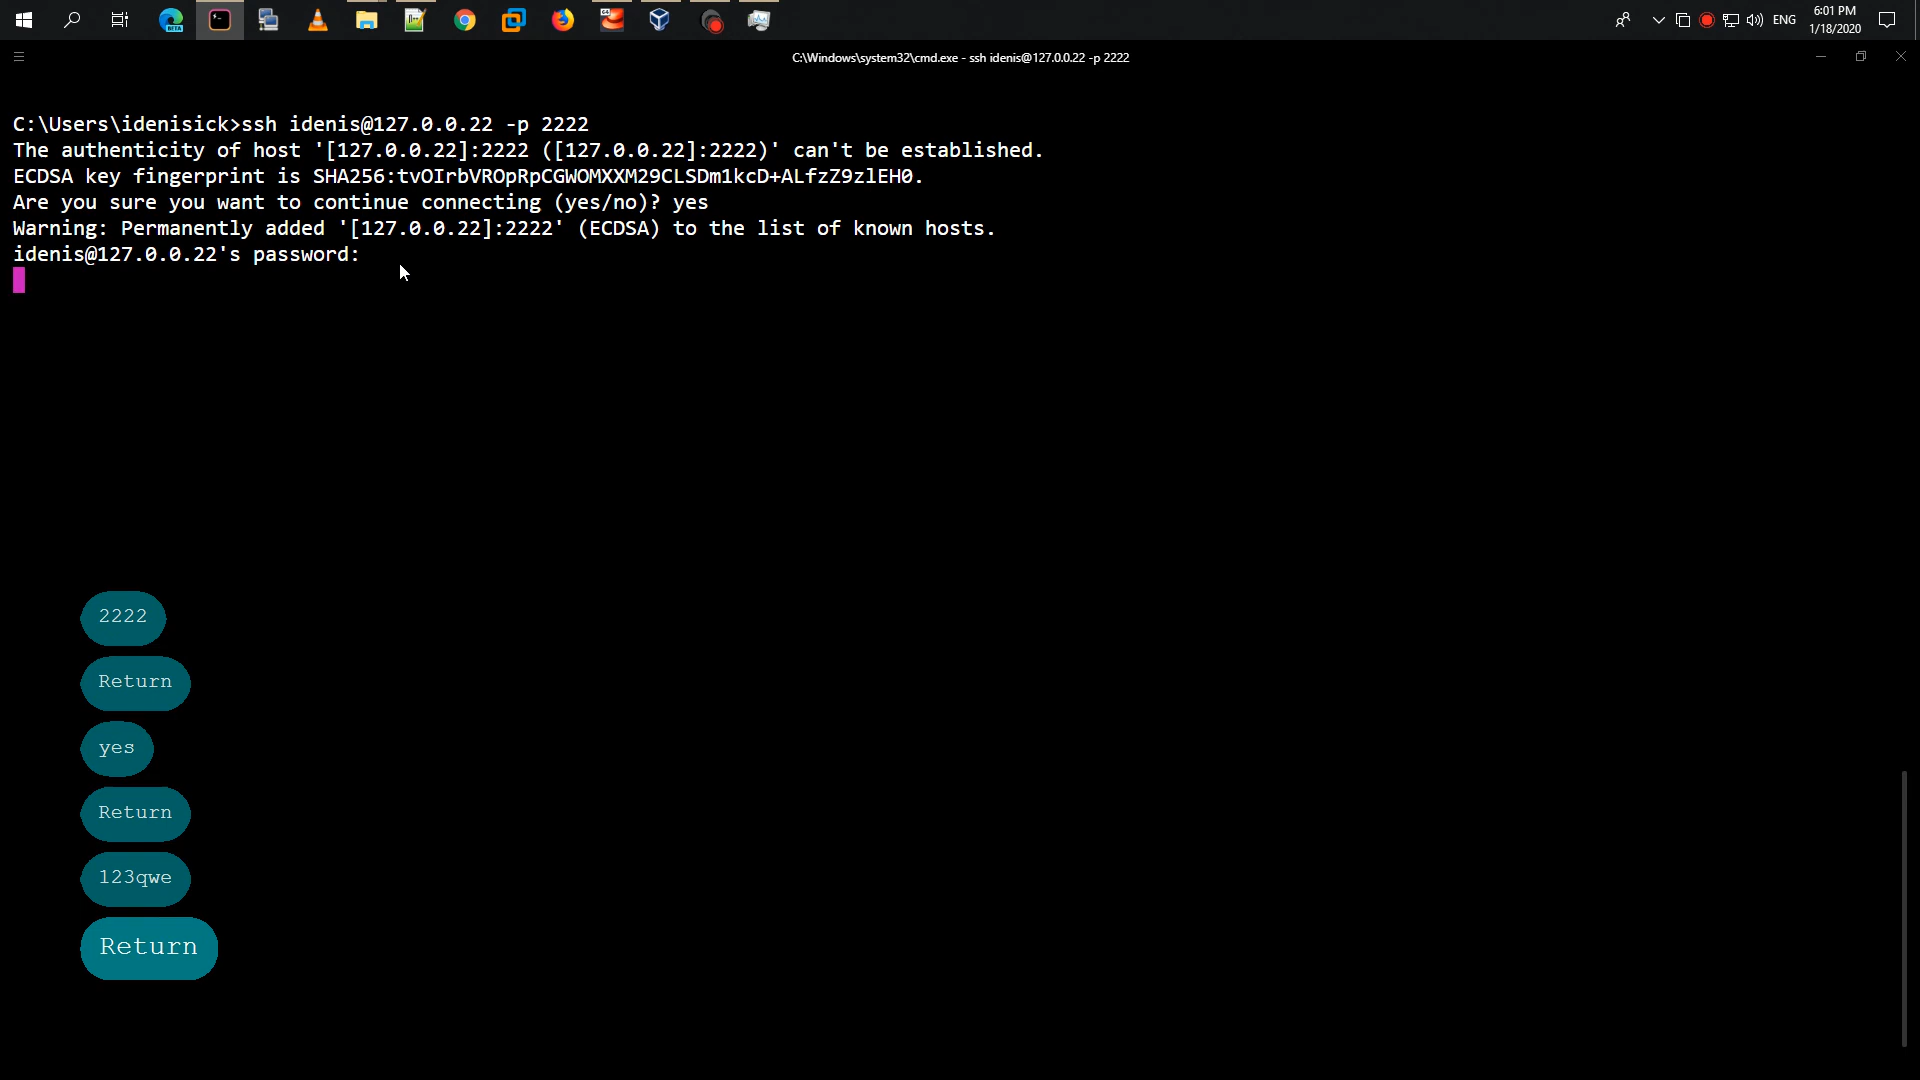 6:01 PM
ENG
1/18/2020
C:\Windows\system32\cmd.exe - ssh idenis@127.0.0.22 -p 2222
C:\Users\idenisick>ssh idenis@127.0.0.22 -p 2222
The authenticity of host '[127.0.0.22]:2222 ([127.0.0.22]:2222)' can't be established.
ECDSA key fingerprint is SHA256:tvOIrbVROpRpCGWOMXXM29CLSDm1kcD+ALfzZ9zlEH0.
Are you sure you want to continue connecting (yes/no)? yes
Warning: Permanently added '[127.0.0.22]:2222' (ECDSA) to the list of known hosts.
idenis@127.0.0.22's password:
2222
Return
yes
Return
123qwe
Return